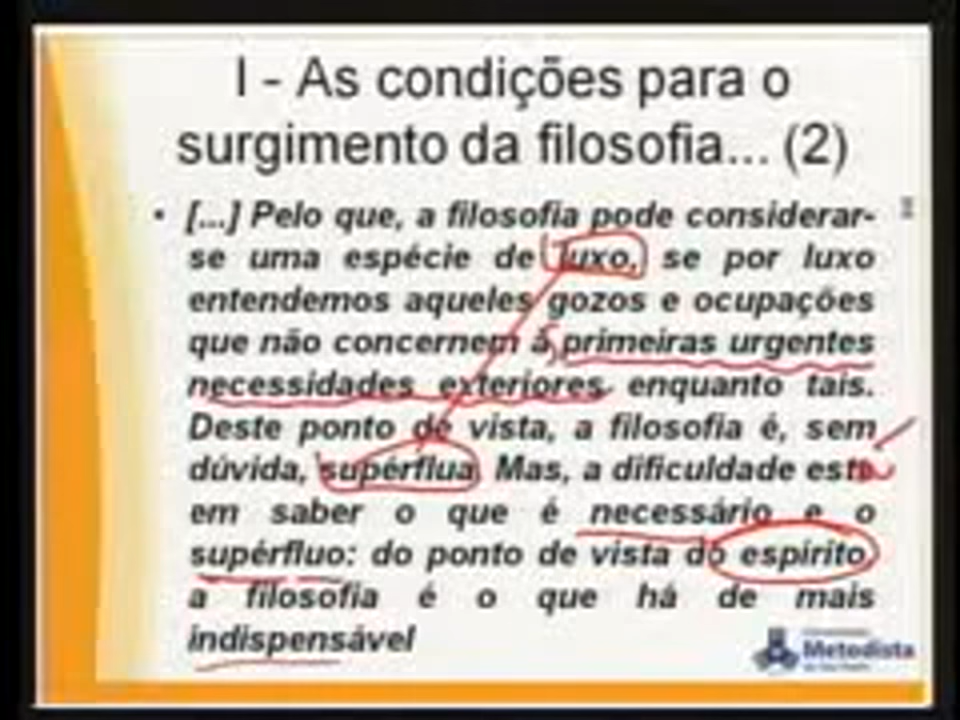 I - As condições para o
surgimento da filosofia... (2)
• [...] Pelo que, a filosofia pode considerar-
se uma espécie de luxo, se por luxo
entendemos aqueles gozos e ocupações
que não concernem às primeiras urgentes
necessidades exteriores enquanto tais.
Deste ponto de vista, a filosofia é, sem
dúvida, supérflua. Mas, a dificuldade esta
em saber o que é necessário e o
supérfluo: do ponto de vista do espírito
a filosofia é o que há de mais
indispensável
Metodista